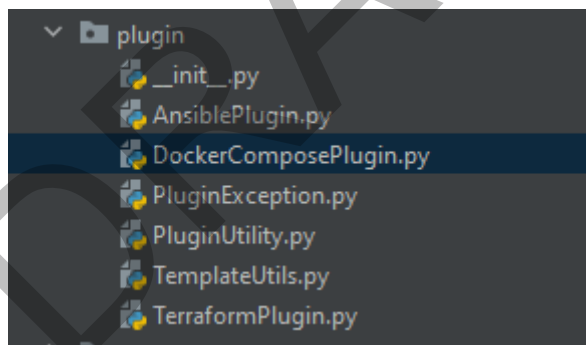 plugin
__init__.py
AnsiblePlugin.py
DockerComposePlugin.py
PluginException.py
PluginUtility.py
TemplateUtils.py
TerraformPlugin.py